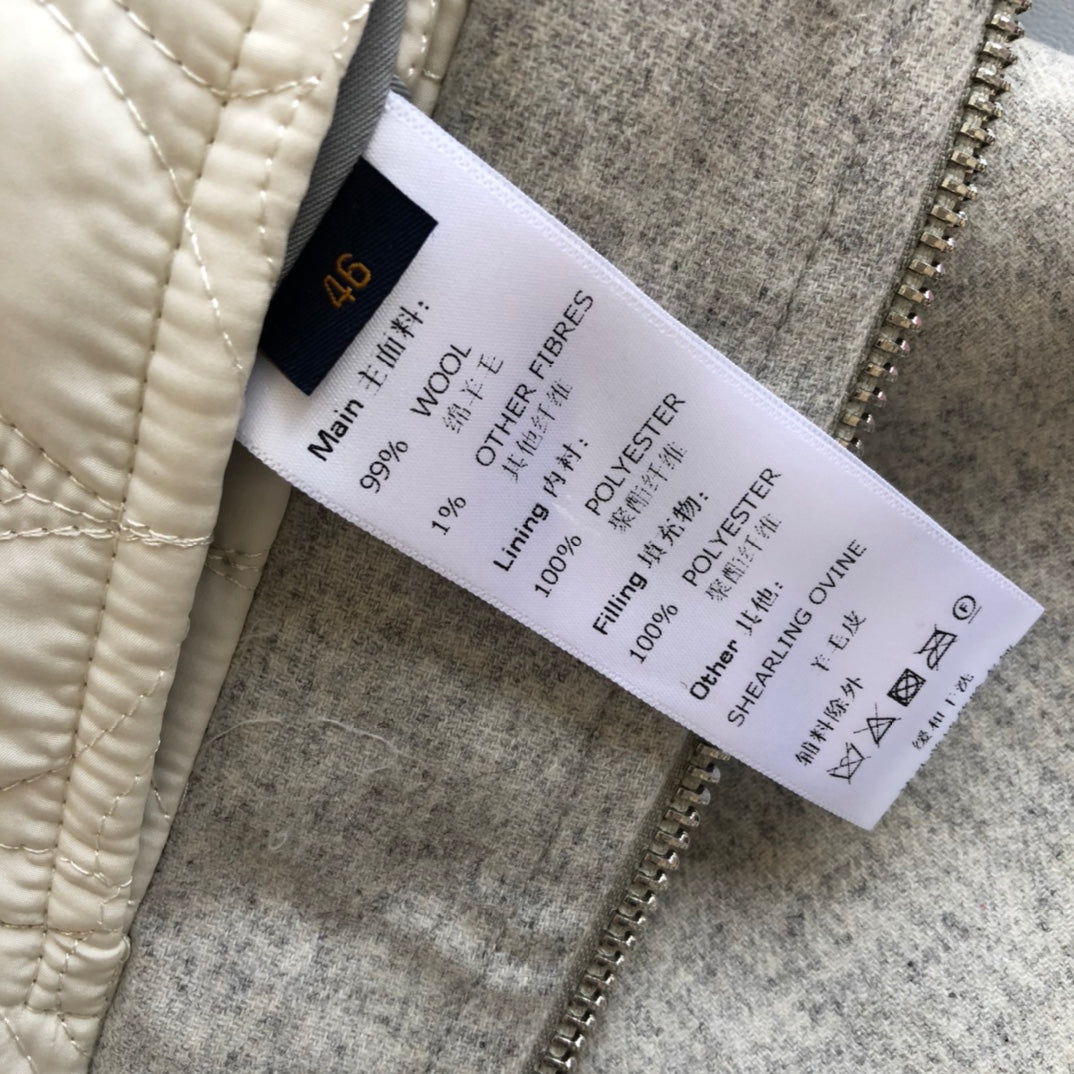 46
Main 主面料:
99% WOOL
绵羊毛
1% OTHER FIBRES
其他纤维
Lining 内衬:
100% POLYESTER
聚酯纤维
Filling 填充物:
100% POLYESTER
聚酯纤维
Other 其他:
SHEARLING OVINE
羊毛皮
辅料除外
Ⓕ
缓和干洗